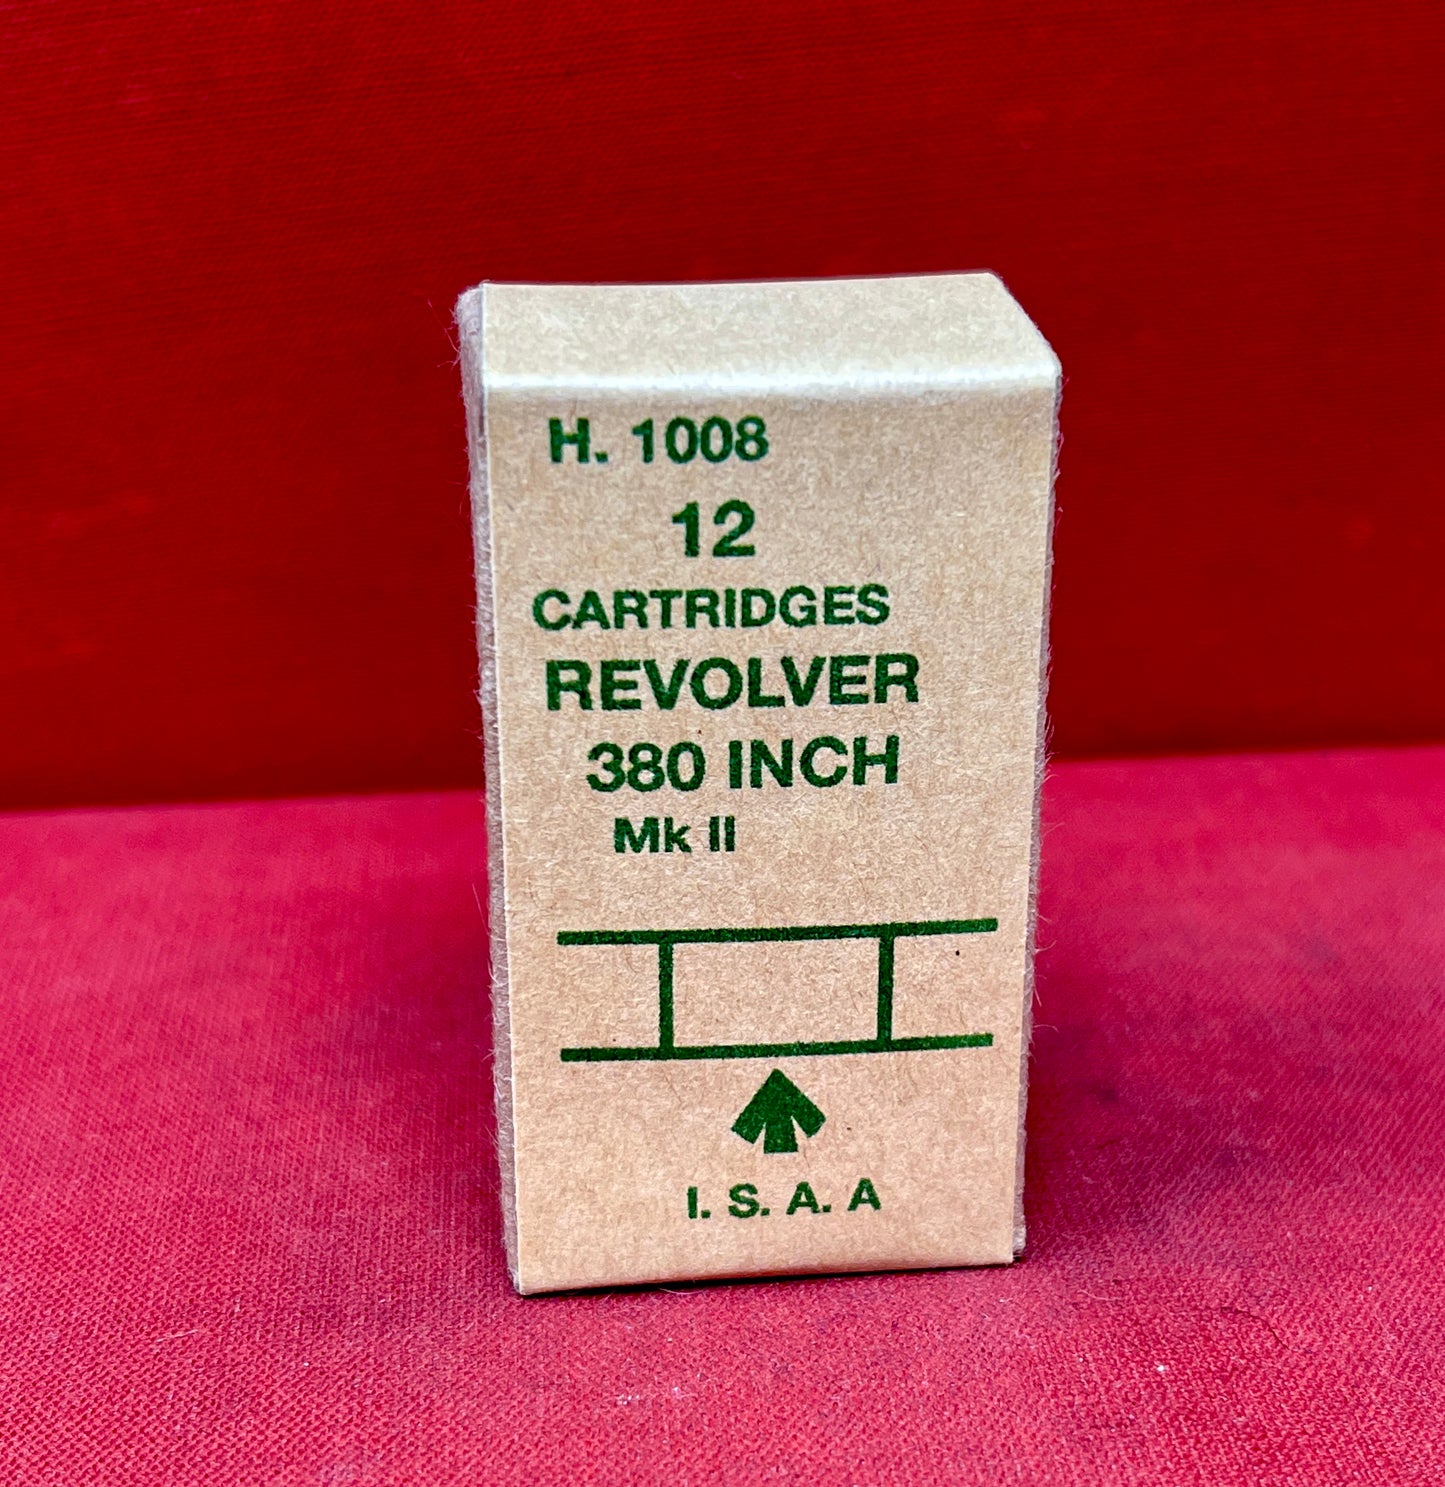 H. 1008
12
CARTRIDGES
REVOLVER
380 INCH
Mk II
I. S. A. A